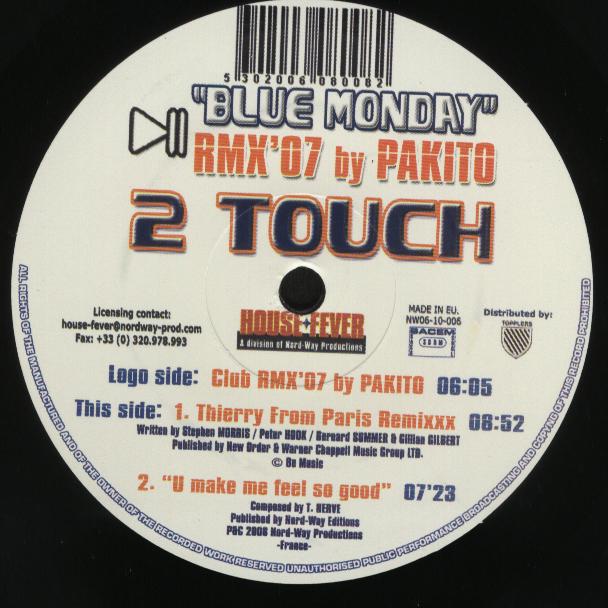 5 302006 080082
"BLUE MONDAY"
RMX'07 by PAKITO
2 TOUCH
Licensing contact:
house-fever@nordway-prod.com
Fax: +33 (0) 320.978.993
HOUSE FEVER
A division of Nord-Way Productions
MADE IN EU.
NW06-10-006
SACEM
SDRM
Distributed by:
TOPPLERS
Logo side: Club RMX'07 by PAKITO 06:05
This side: 1. Thierry From Paris Remixxx 08:52
Written by Stephen MORRIS / Peter HOOK / Bernard SUMMER & Gillian GILBERT
Published by New Order & Warner Chappell Music Group LTD.
© Be Music
2. "U make me feel so good" 07'23
Composed by T. HERVE
Published by Nord-Way Editions
P&C 2006 Nord-Way Productions
-France-
ALL RIGHTS OF THE MANUFACTURED AND OF THE OWNER OF THE RECORDED WORK RESERVED UNAUTHORISED PUBLIC PERFORMANCE BROADCASTING AND COPYING OF THIS RECORD PROHIBITED